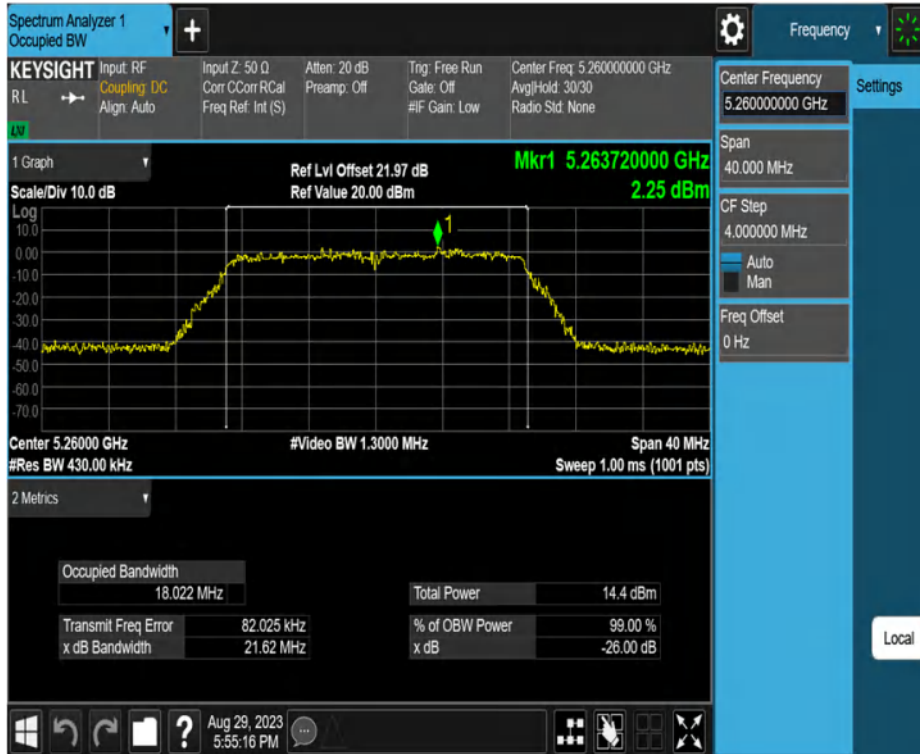 Spectrum Analyzer 1
Occupied BW
+
Frequency
KEYSIGHT
RL
LXI
Input: RF
Coupling: DC
Align: Auto
Input Z: 50 Ω
Corr CCorr RCal
Freq Ref: Int (S)
Atten: 20 dB
Preamp: Off
Trig: Free Run
Gate: Off
#IF Gain: Low
Center Freq: 5.260000000 GHz
Avg|Hold: 30/30
Radio Std: None
Center Frequency
5.260000000 GHz
Settings
Span
40.000 MHz
CF Step
4.000000 MHz
Auto
Man
Freq Offset
0 Hz
1 Graph
Scale/Div 10.0 dB
Ref Lvl Offset 21.97 dB
Ref Value 20.00 dBm
Mkr1 5.263720000 GHz
2.25 dBm
Log
1
10.0
0.00
-10.0
-20.0
-30.0
-40.0
-50.0
-60.0
-70.0
Center 5.26000 GHz
#Res BW 430.00 kHz
#Video BW 1.3000 MHz
Span 40 MHz
Sweep 1.00 ms (1001 pts)
2 Metrics
Occupied Bandwidth
18.022 MHz
Total Power 14.4 dBm
Transmit Freq Error 82.025 kHz
% of OBW Power 99.00 %
x dB Bandwidth 21.62 MHz
x dB -26.00 dB
Local
?
Aug 29, 2023
5:55:16 PM